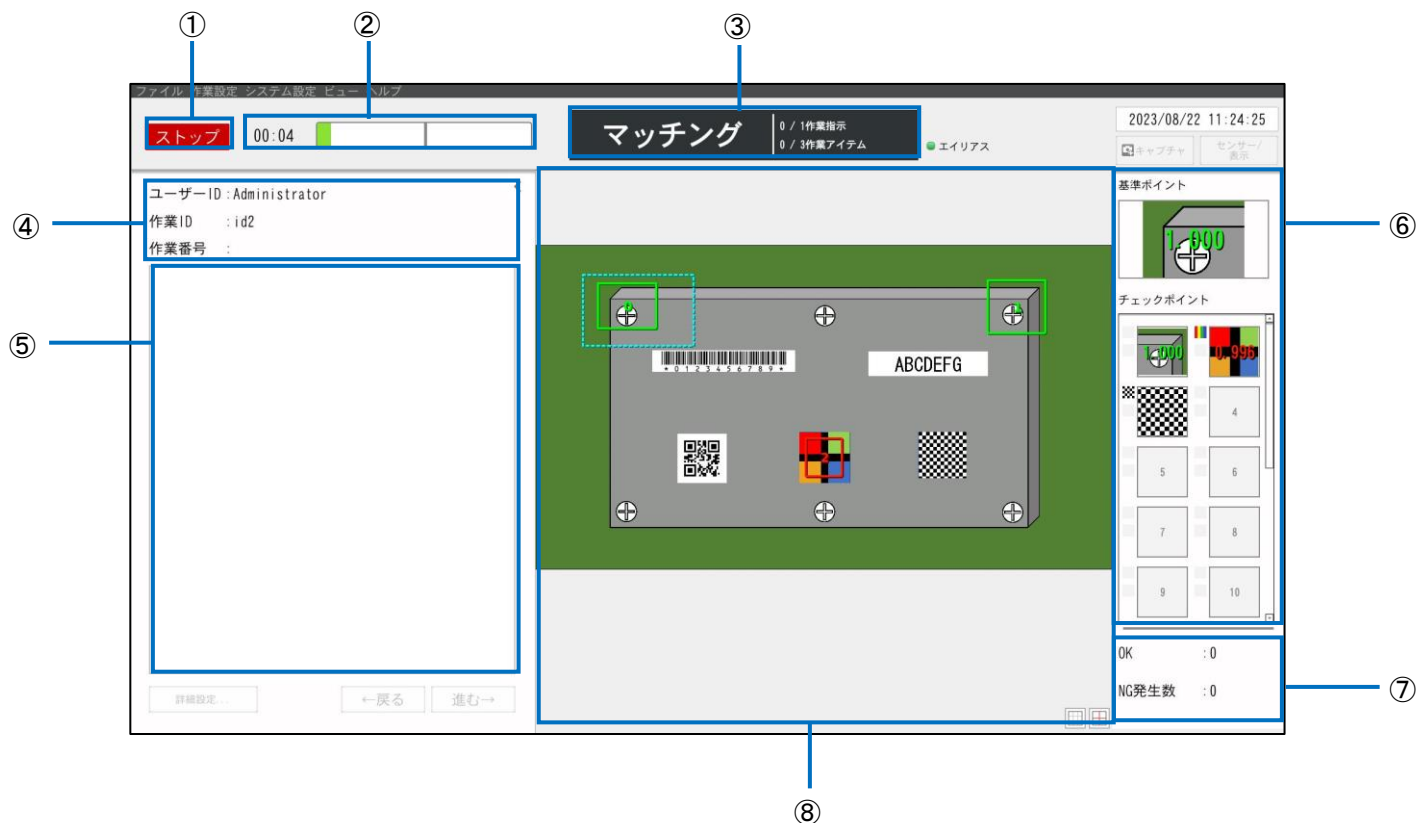 ① ② ③
ファイル 作業設定 システム設定 ビュー ヘルプ
ストップ
00:04
マッチング
0 / 1作業指示
0 / 3作業アイテム
エイリアス
2023/08/22 11:24:25
キャプチャ
センサー/
表示
④
ユーザーID :Administrator
作業ID :id2
作業番号 :
⑤
詳細設定...
←戻る
進む→
0
1
*0123456789*
ABCDEFG
2
⑥
基準ポイント
1.000
チェックポイント
1.000
0.996
4
5
6
7
8
9
10
⑦
OK :0
NG発生数 :0
⑧